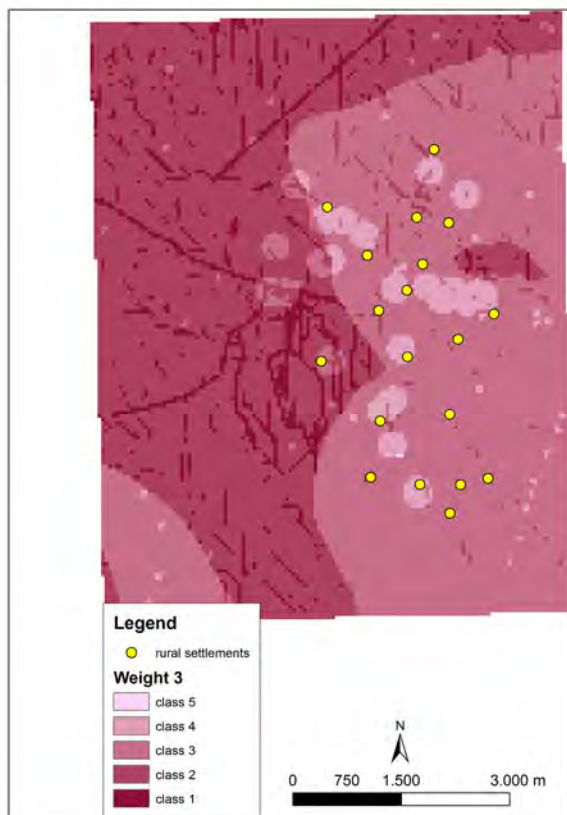 Legend
rural settlements
Weight 3
class 5
class 4
class 3
class 2
class 1
N
0 750 1.500 3.000 m